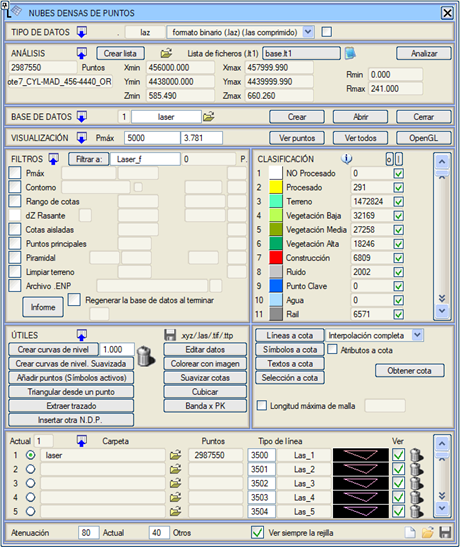 NUBES DENSAS DE PUNTOS
TIPO DE DATOS . laz formato binario (.laz) (.las comprimido)
ANÁLISIS Crear lista Lista de ficheros (.lt1) base.lt1 Analizar
2987550 Puntos Xmin 456000.000 Xmax 457999.990
ote7_CYL-MAD_456-4440_OR Ymin 4438000.000 Ymax 4439999.990 Rmin 0.000
Zmin 585.490 Zmax 660.260 Rmax 241.000
BASE DE DATOS 1 laser Crear Abrir Cerrar
VISUALIZACIÓN Pmáx 5000 3.781 Ver puntos Ver todos OpenGL
FILTROS Filtrar a: Laser_f 0 P.
Pmáx
Contorno
Rango de cotas
dZ Rasante
Cotas aisladas
Puntos principales
Piramidal
Limpiar terreno
Archivo .ENP
Informe Regenerar la base de datos al terminar
CLASIFICACIÓN o |
1 NO Procesado 0
2 Procesado 291
3 Terreno 1472824
4 Vegetación Baja 32169
5 Vegetación Media 27258
6 Vegetación Alta 18246
7 Construcción 6809
8 Ruido 2002
9 Punto Clave 0
10 Agua 0
11 Rail 6571
ÚTILES .xyz/.las/.tif/.ttp
Crear curvas de nivel 1.000 Editar datos
Crear curvas de nivel. Suavizada Colorear con imagen
Añadir puntos (Símbolos activos) Suavizar cotas
Triangular desde un punto Cubicar
Extraer trazado Banda x PK
Insertar otra N.D.P.
Líneas a cota Interpolación completa
Símbolos a cota Atributos a cota
Textos a cota Obtener cota
Selección a cota
Longitud máxima de malla
Actual 1 Carpeta Puntos Tipo de línea Ver
1 laser 2987550 3500 Las_1
2 3501 Las_2
3 3502 Las_3
4 3503 Las_4
5 3504 Las_5
Atenuación 80 Actual 40 Otros Ver siempre la rejilla